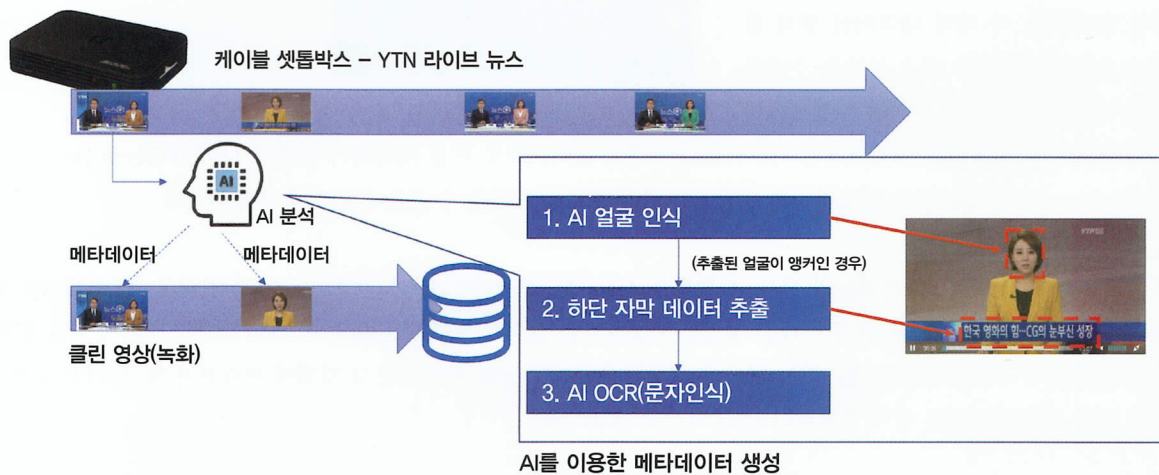 케이블 셋톱박스 – YTN 라이브 뉴스
AI
AI 분석
메타데이터
메타데이터
클린 영상(녹화)
1. AI 얼굴 인식
(추출된 얼굴이 앵커인 경우)
2. 하단 자막 데이터 추출
3. AI OCR(문자인식)
YTN
한국 영화의 힘…CG의 눈부신 성장
AI를 이용한 메타데이터 생성